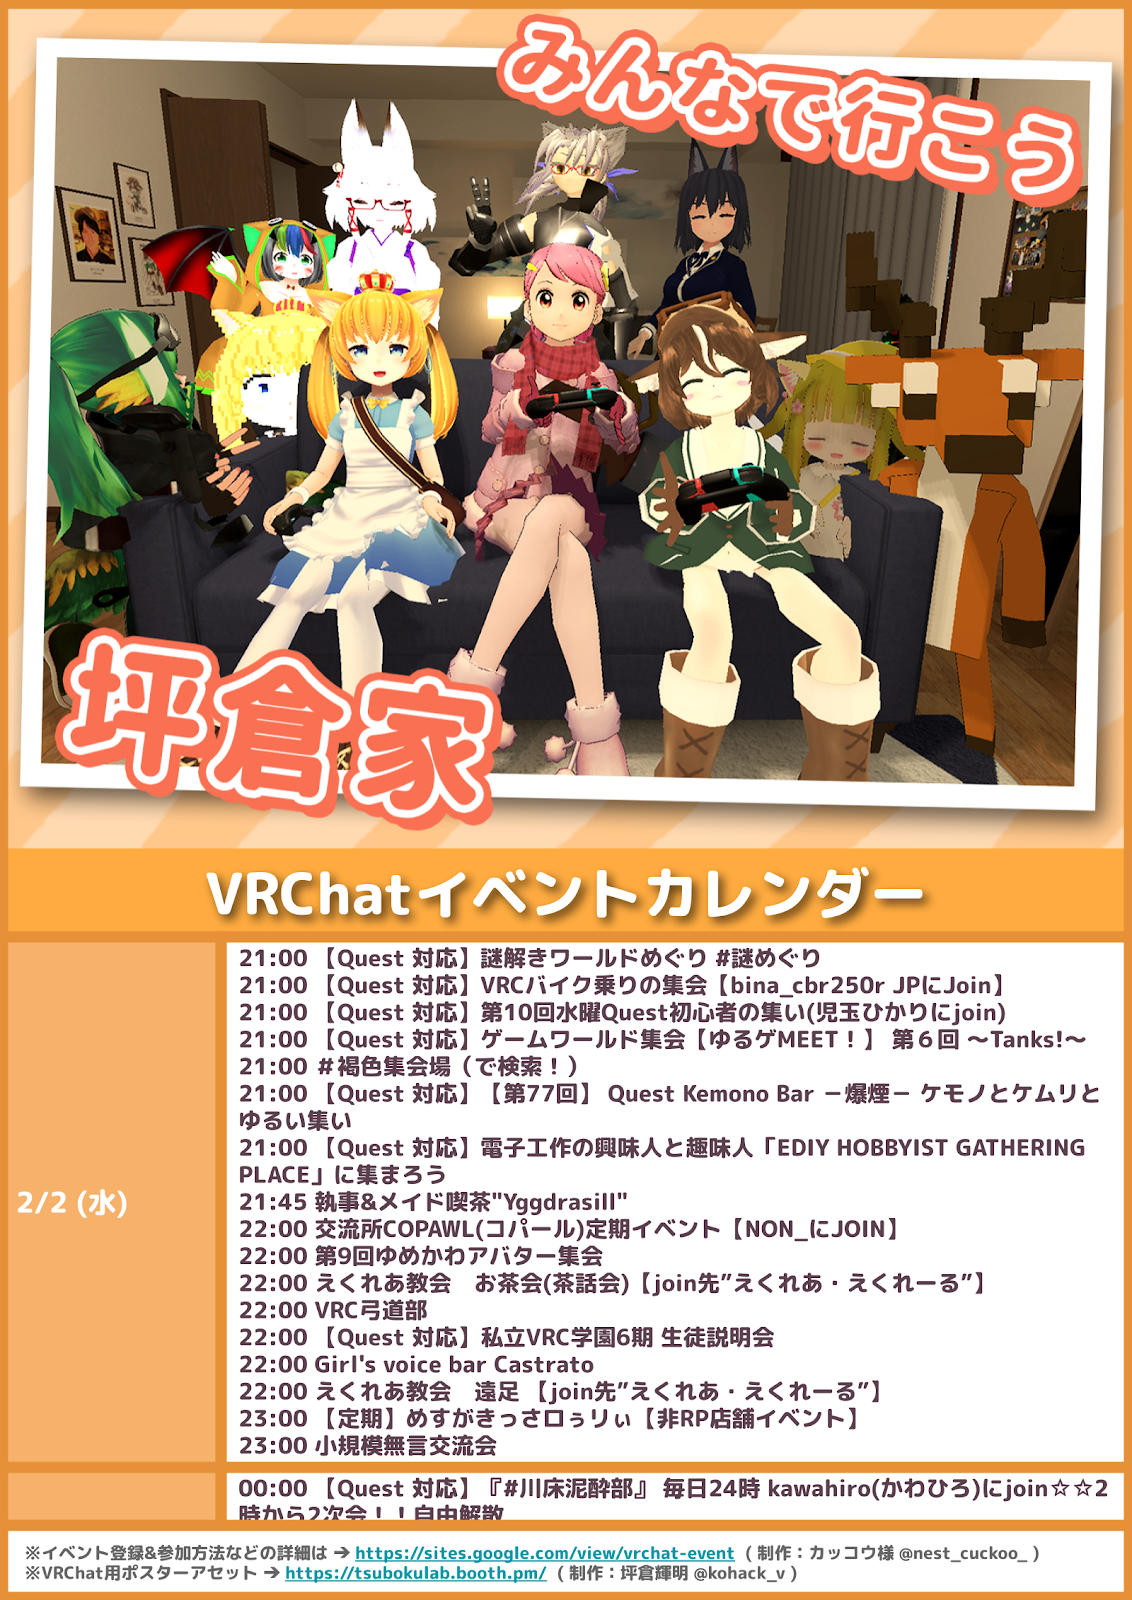 みんなで行こう
坪倉家
VRChatイベントカレンダー
2/2 (水)
21:00 【Quest 対応】謎解きワールドめぐり #謎めぐり
21:00 【Quest 対応】VRCバイク乗りの集会【bina_cbr250r JPにJoin】
21:00 【Quest 対応】第10回水曜Quest初心者の集い(児玉ひかりにjoin)
21:00 【Quest 対応】ゲームワールド集会【ゆるゲMEET！】 第６回 〜Tanks!〜
21:00 ＃褐色集会場（で検索！）
21:00 【Quest 対応】【第77回】 Quest Kemono Bar －爆煙－ ケモノとケムリと
ゆるい集い
21:00 【Quest 対応】電子工作の興味人と趣味人「EDIY HOBBYIST GATHERING
PLACE」に集まろう
21:45 執事&メイド喫茶"Yggdrasill"
22:00 交流所COPAWL(コパール)定期イベント【NON_にJOIN】
22:00 第9回ゆめかわアバター集会
22:00 えくれあ教会　お茶会(茶話会)【join先”えくれあ・えくれーる”】
22:00 VRC弓道部
22:00 【Quest 対応】私立VRC学園6期 生徒説明会
22:00 Girl's voice bar Castrato
22:00 えくれあ教会　遠足 【join先”えくれあ・えくれーる”】
23:00 【定期】めすがきっさロぅリぃ【非RP店舗イベント】
23:00 小規模無言交流会
00:00 【Quest 対応】『#川床泥酔部』 毎日24時 kawahiro(かわひろ)にjoin☆☆2
時から2次会！！自由解散
※イベント登録&参加方法などの詳細は → https://sites.google.com/view/vrchat-event （ 制作：カッコウ様 @nest_cuckoo_ ）
※VRChat用ポスターアセット → https://tsubokulab.booth.pm/ （ 制作：坪倉輝明 @kohack_v ）